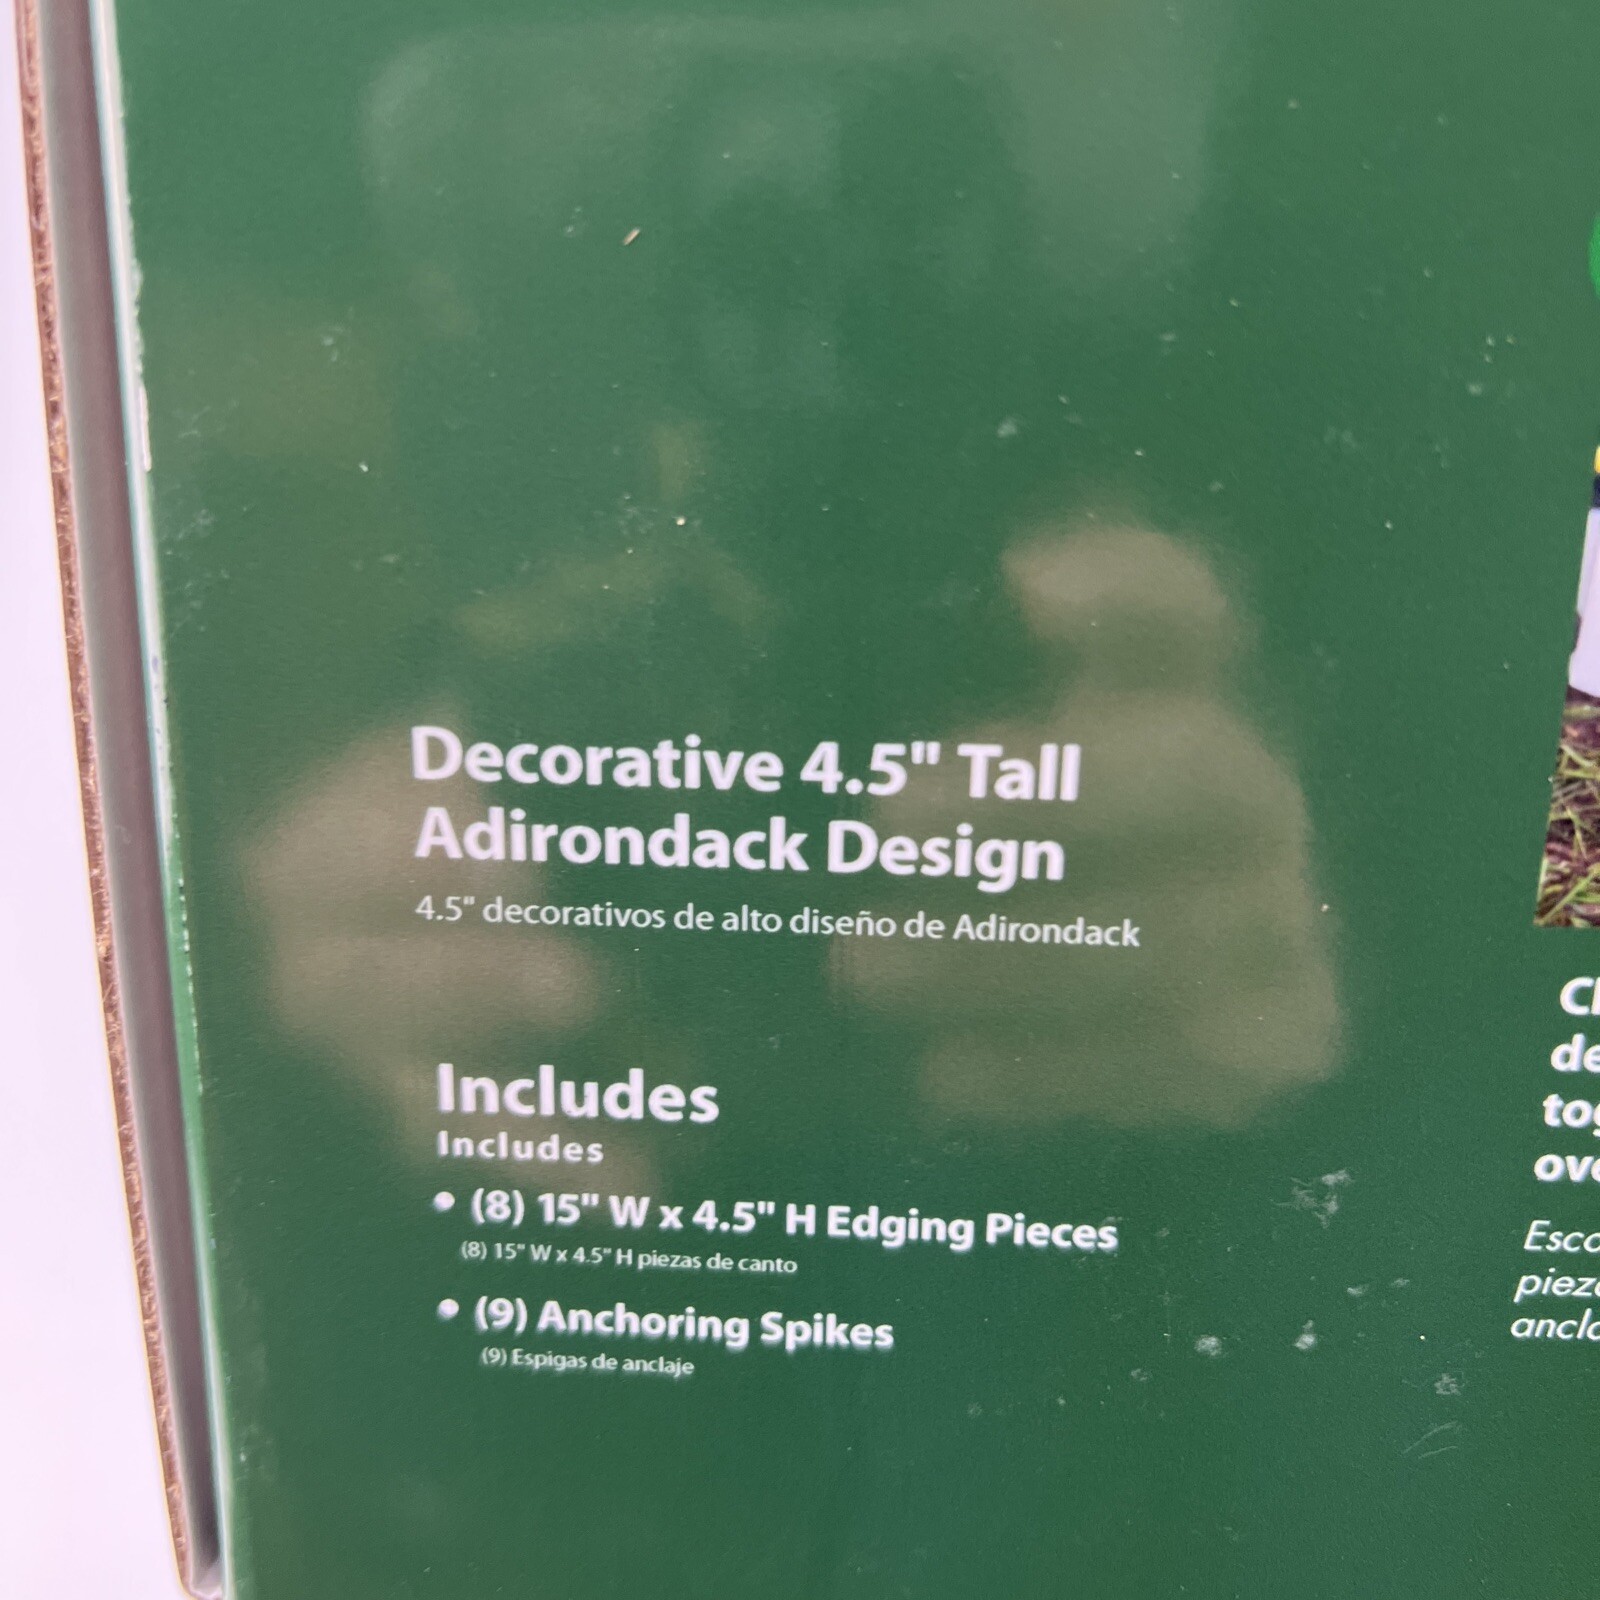 Decorative 4.5" Tall
Adirondack Design
4.5" decorativos de alto diseño de Adirondack
Includes
Includes
• (8) 15" W x 4.5" H Edging Pieces
(8) 15" W x 4.5" H piezas de canto
• (9) Anchoring Spikes
(9) Espigas de anclaje